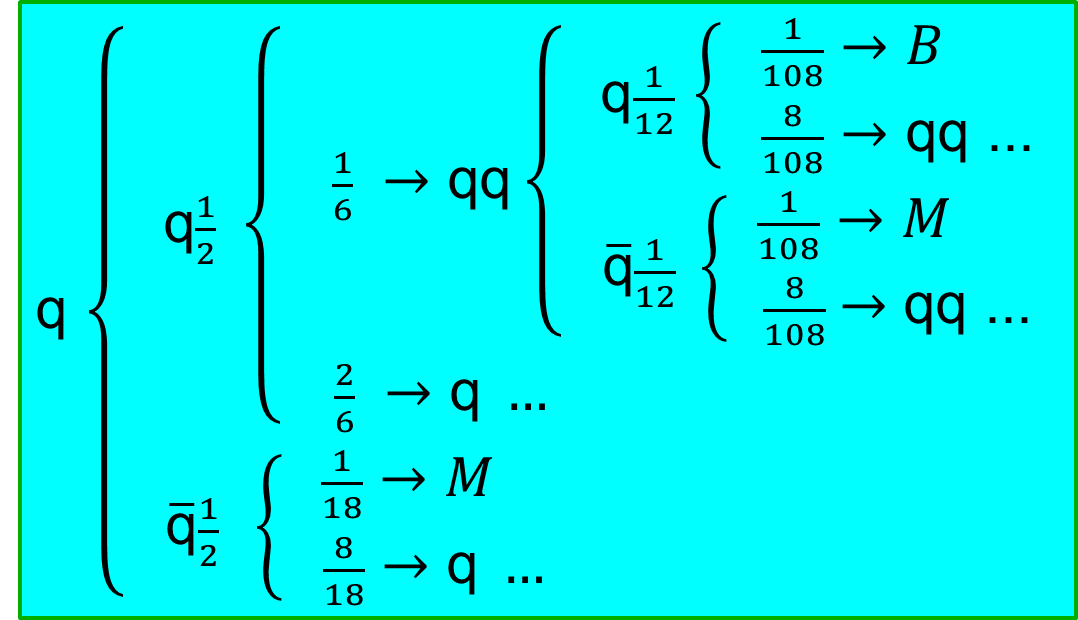 q { q 1/2 { 1/6 → qq { q 1/12 { 1/108 → B
8/108 → qq ...
q̄ 1/12 { 1/108 → M
8/108 → qq ...
2/6 → q ...
q̄ 1/2 { 1/18 → M
8/18 → q ...